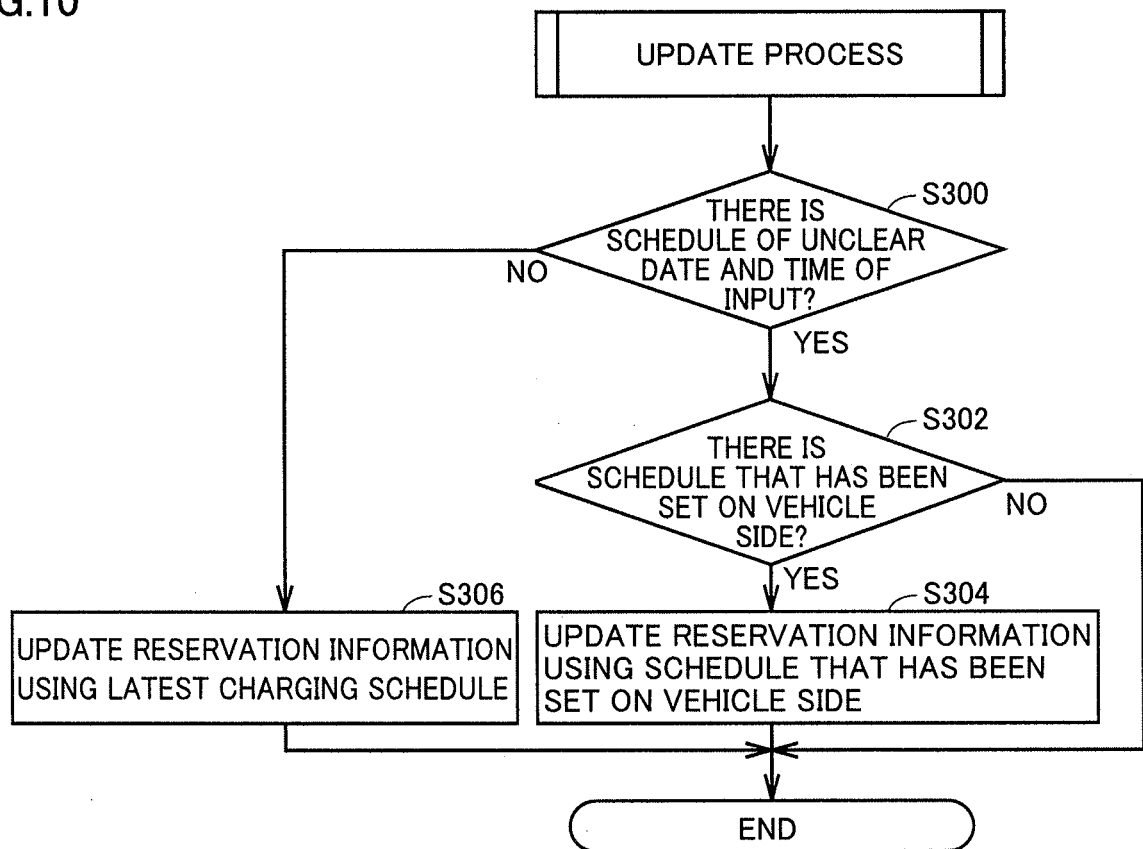 G.10
UPDATE PROCESS
S300
THERE IS
SCHEDULE OF UNCLEAR
DATE AND TIME OF
INPUT?
NO
YES
S302
THERE IS
SCHEDULE THAT HAS BEEN
SET ON VEHICLE
SIDE?
NO
YES
S306
UPDATE RESERVATION INFORMATION
USING LATEST CHARGING SCHEDULE
S304
UPDATE RESERVATION INFORMATION
USING SCHEDULE THAT HAS BEEN
SET ON VEHICLE SIDE
END